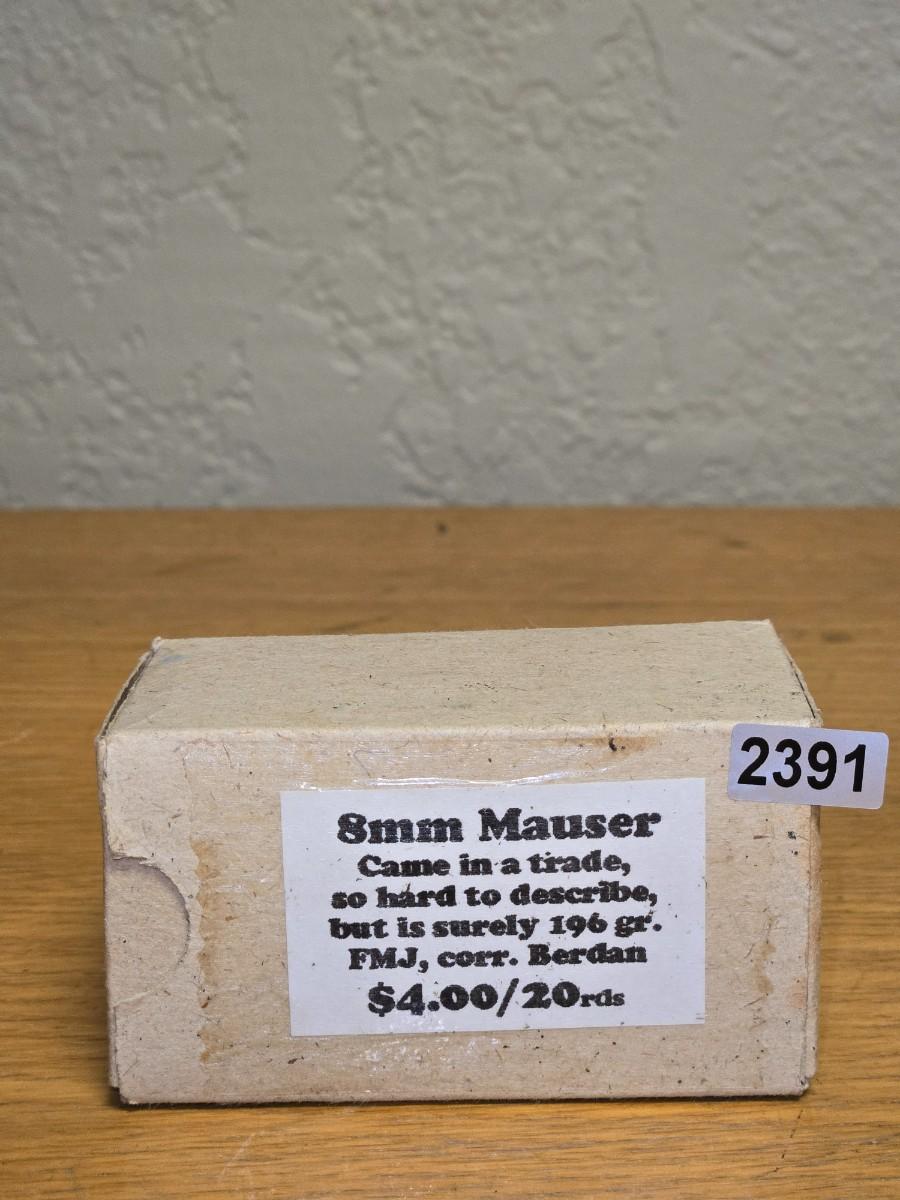 8mm Mauser
Came in a trade,
so hard to describe,
but is surely 196 gr.
FMJ, corr. Berdan
$4.00/20rds
2391